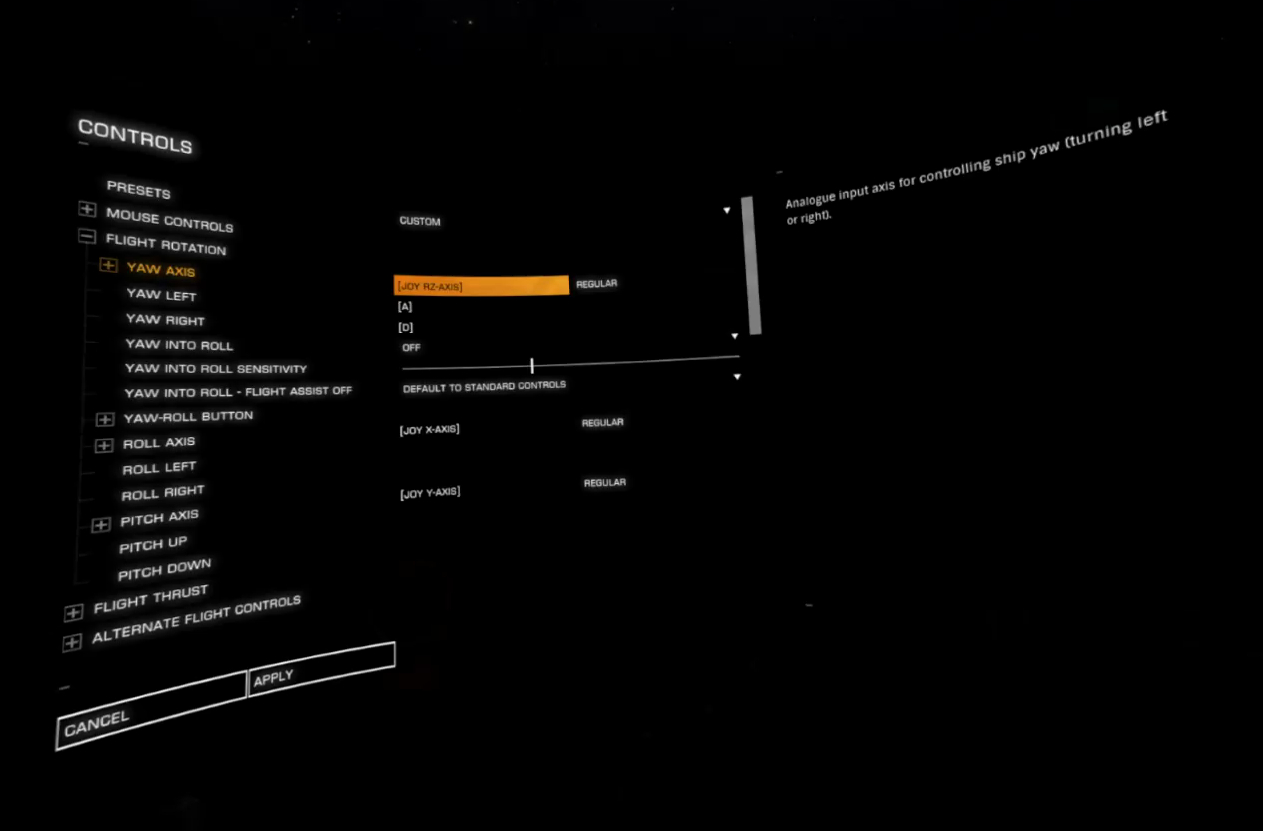 CONTROLS
PRESETS
CUSTOM
MOUSE CONTROLS
FLIGHT ROTATION
YAW AXIS
[JOY RZ-AXIS] REGULAR
YAW LEFT
[A]
YAW RIGHT
[D]
YAW INTO ROLL
OFF
YAW INTO ROLL SENSITIVITY
YAW INTO ROLL - FLIGHT ASSIST OFF
DEFAULT TO STANDARD CONTROLS
YAW-ROLL BUTTON
ROLL AXIS
[JOY X-AXIS] REGULAR
ROLL LEFT
ROLL RIGHT
PITCH AXIS
[JOY Y-AXIS] REGULAR
PITCH UP
PITCH DOWN
FLIGHT THRUST
ALTERNATE FLIGHT CONTROLS
CANCEL
APPLY
Analogue input axis for controlling ship yaw (turning left
or right).